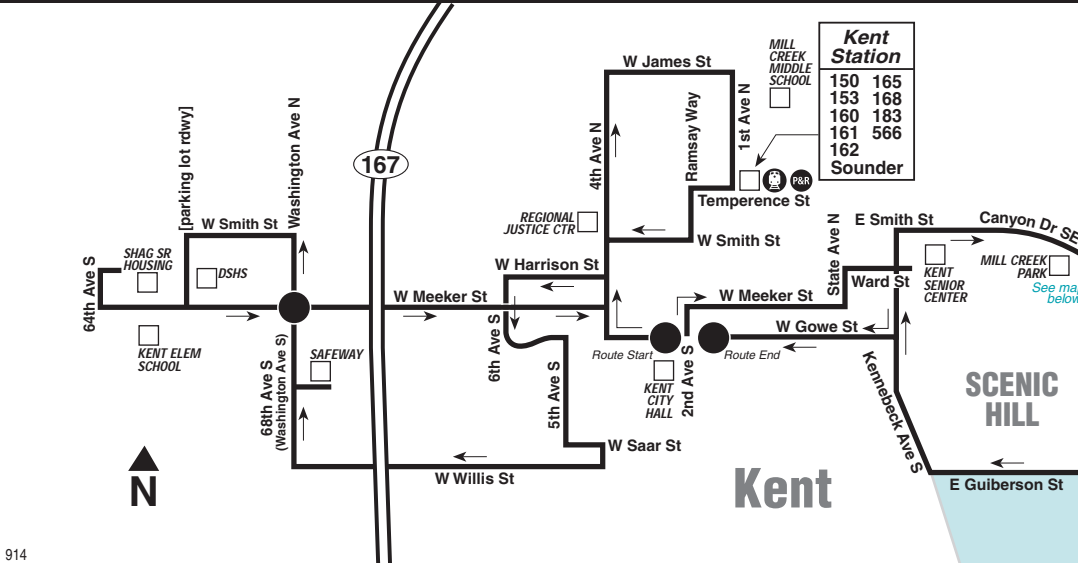 Kent
Station
150 165
153 168
160 183
161 566
162
Sounder
MILL
CREEK
MIDDLE
SCHOOL
W James St
1st Ave N
Ramsay Way
4th Ave N
[parking lot rdwy]
Washington Ave N
167
P&R
Temperence St
REGIONAL
JUSTICE CTR
W Smith St
W Smith St
State Ave N
E Smith St
Canyon Dr SE
SHAG SR
HOUSING
DSHS
64th Ave S
W Harrison St
Ward St
KENT
SENIOR
CENTER
MILL CREEK
PARK
See map
below
W Meeker St
W Meeker St
W Gowe St
KENT ELEM
SCHOOL
68th Ave S
(Washington Ave S)
SAFEWAY
6th Ave S
5th Ave S
Route Start
KENT
CITY
HALL
2nd Ave S
Route End
Kennebeck Ave S
SCENIC
HILL
W Saar St
W Willis St
N
Kent
E Guiberson St
914